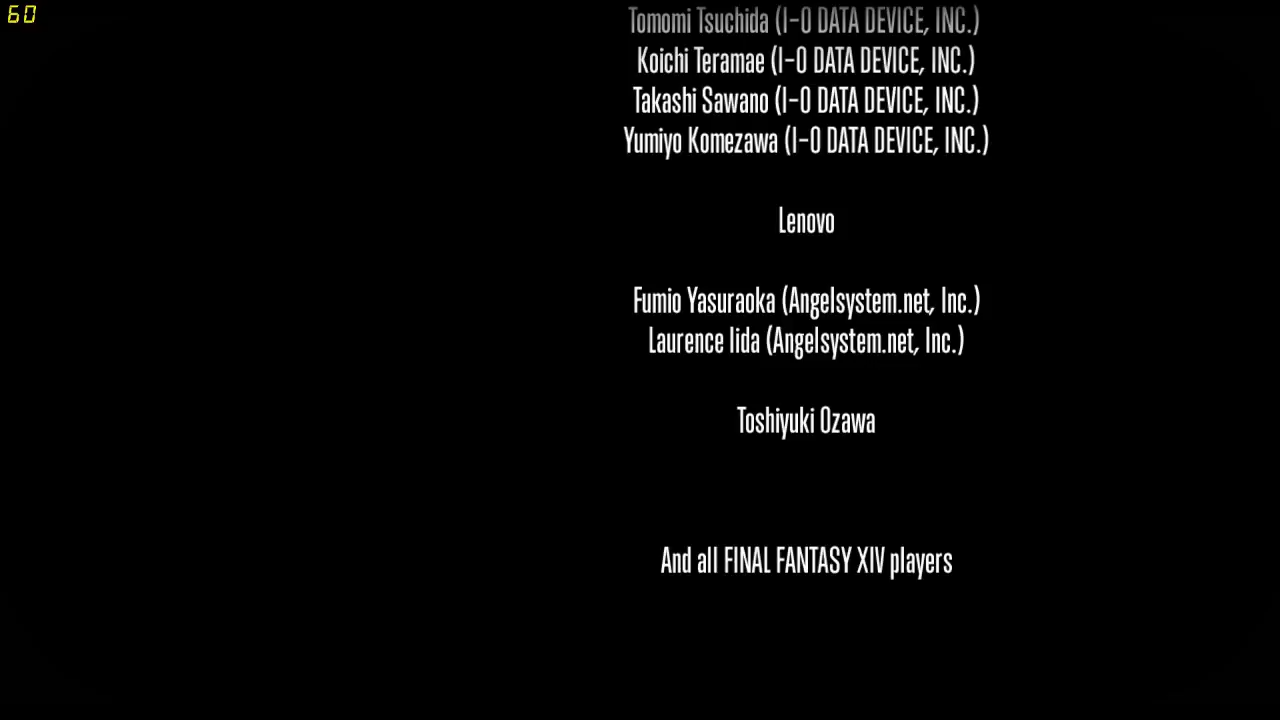 60
Tomomi Tsuchida (I-O DATA DEVICE, INC.)
Koichi Teramae (I-O DATA DEVICE, INC.)
Takashi Sawano (I-O DATA DEVICE, INC.)
Yumiyo Komezawa (I-O DATA DEVICE, INC.)
Lenovo
Fumio Yasuraoka (Angelsystem.net, Inc.)
Laurence Iida (Angelsystem.net, Inc.)
Toshiyuki Ozawa
And all FINAL FANTASY XIV players